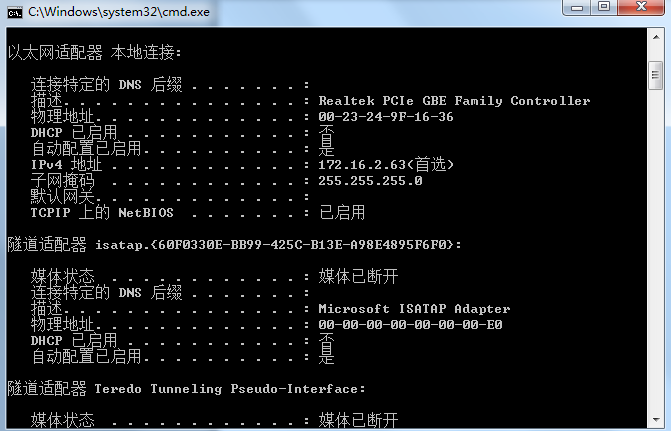 C:\Windows\system32\cmd.exe
以太网适配器 本地连接:
连接特定的 DNS 后缀 . . . . . . . :
描述. . . . . . . . . . . . . . . : Realtek PCIe GBE Family Controller
物理地址. . . . . . . . . . . . . : 00-23-24-9F-16-36
DHCP 已启用 . . . . . . . . . . . : 否
自动配置已启用. . . . . . . . . . : 是
IPv4 地址 . . . . . . . . . . . . : 172.16.2.63(首选)
子网掩码  . . . . . . . . . . . . : 255.255.255.0
默认网关. . . . . . . . . . . . . :
TCPIP 上的 NetBIOS  . . . . . . . : 已启用
隧道适配器 isatap.{60F0330E-BB99-425C-B13E-A98E4895F6F0}:
媒体状态  . . . . . . . . . . . . : 媒体已断开
连接特定的 DNS 后缀 . . . . . . . :
描述. . . . . . . . . . . . . . . : Microsoft ISATAP Adapter
物理地址. . . . . . . . . . . . . : 00-00-00-00-00-00-00-E0
DHCP 已启用 . . . . . . . . . . . : 否
自动配置已启用. . . . . . . . . . : 是
隧道适配器 Teredo Tunneling Pseudo-Interface:
媒体状态  . . . . . . . . . . . . : 媒体已断开